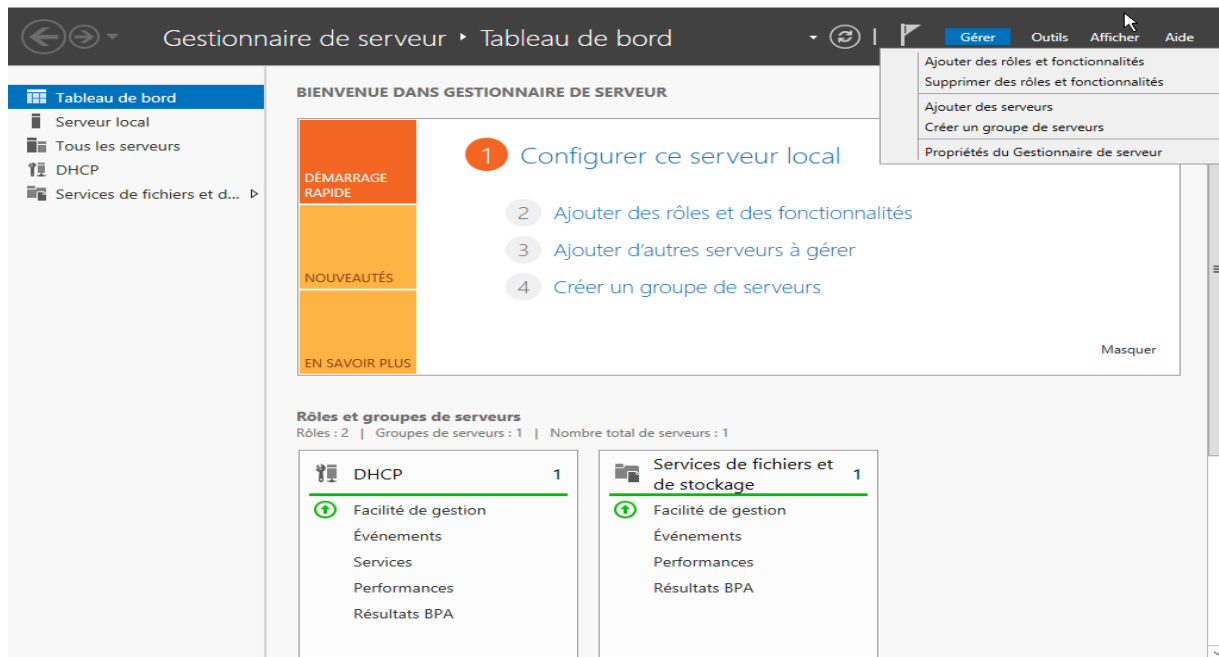 Gestionnaire de serveur ‣ Tableau de bord
Gérer Outils Afficher Aide
Ajouter des rôles et fonctionnalités
Supprimer des rôles et fonctionnalités
Ajouter des serveurs
Créer un groupe de serveurs
Propriétés du Gestionnaire de serveur
Tableau de bord
Serveur local
Tous les serveurs
DHCP
Services de fichiers et d...
BIENVENUE DANS GESTIONNAIRE DE SERVEUR
DÉMARRAGE
RAPIDE
NOUVEAUTÉS
EN SAVOIR PLUS
1 Configurer ce serveur local
2 Ajouter des rôles et des fonctionnalités
3 Ajouter d'autres serveurs à gérer
4 Créer un groupe de serveurs
Masquer
Rôles et groupes de serveurs
Rôles : 2 | Groupes de serveurs : 1 | Nombre total de serveurs : 1
DHCP 1
Facilité de gestion
Événements
Services
Performances
Résultats BPA
Services de fichiers et
de stockage 1
Facilité de gestion
Événements
Performances
Résultats BPA